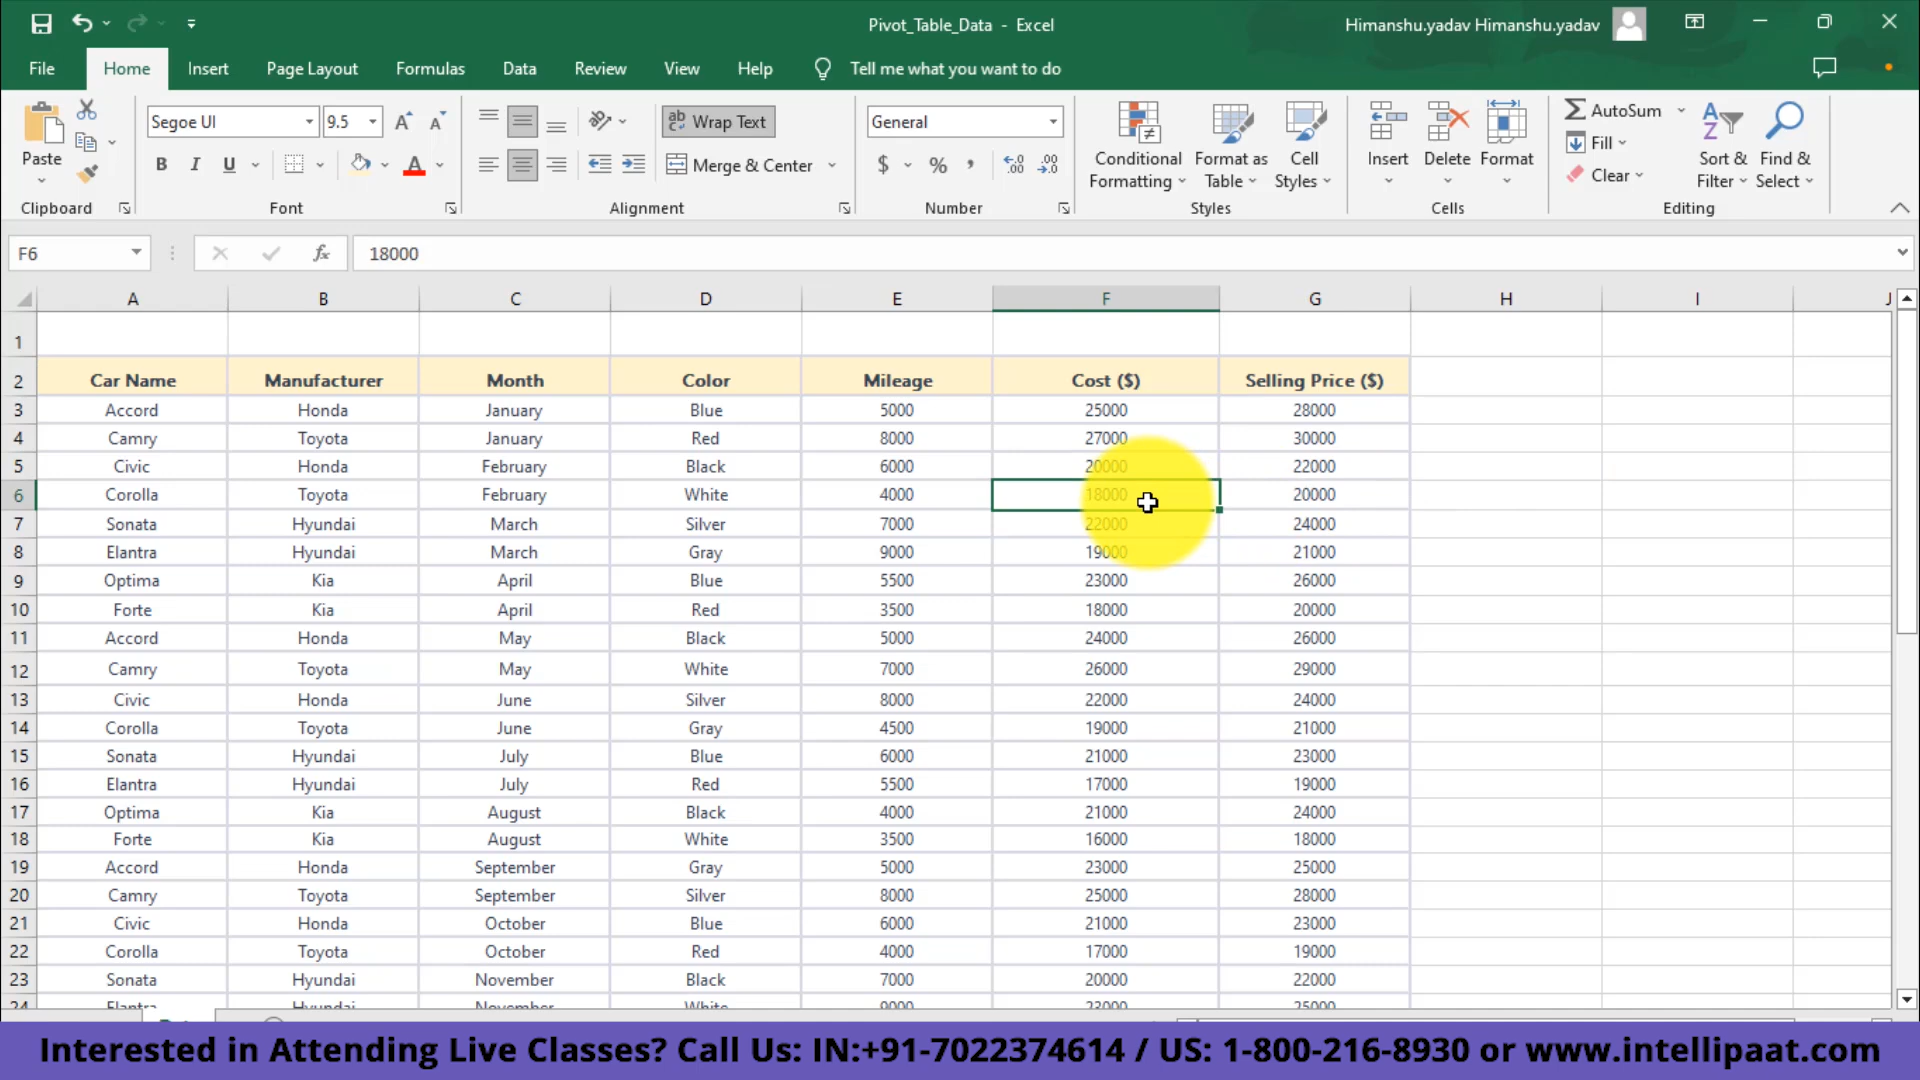 Pivot_Table_Data - Excel
Himanshu.yadav Himanshu.yadav
File Home Insert Page Layout Formulas Data Review View Help Tell me what you want to do
Segoe UI 9.5 Wrap Text General AutoSum
Paste B I U Merge & Center $ % , Conditional Formatting Format as Table Cell Styles Insert Delete Format Fill Sort & Filter Find & Select
Clear
Clipboard Font Alignment Number Styles Cells Editing
F6 fx 18000
A B C D E F G H I J
1
2 Car Name Manufacturer Month Color Mileage Cost ($) Selling Price ($)
3 Accord Honda January Blue 5000 25000 28000
4 Camry Toyota January Red 8000 27000 30000
5 Civic Honda February Black 6000 20000 22000
6 Corolla Toyota February White 4000 18000 20000
7 Sonata Hyundai March Silver 7000 22000 24000
8 Elantra Hyundai March Gray 9000 19000 21000
9 Optima Kia April Blue 5500 23000 26000
10 Forte Kia April Red 3500 18000 20000
11 Accord Honda May Black 5000 24000 26000
12 Camry Toyota May White 7000 26000 29000
13 Civic Honda June Silver 8000 22000 24000
14 Corolla Toyota June Gray 4500 19000 21000
15 Sonata Hyundai July Blue 6000 21000 23000
16 Elantra Hyundai July Red 5500 17000 19000
17 Optima Kia August Black 4000 21000 24000
18 Forte Kia August White 3500 16000 18000
19 Accord Honda September Gray 5000 23000 25000
20 Camry Toyota September Silver 8000 25000 28000
21 Civic Honda October Blue 6000 21000 23000
22 Corolla Toyota October Red 4000 17000 19000
23 Sonata Hyundai November Black 7000 20000 22000
24 Elantra Hyundai November White 9000 23000 25000
Interested in Attending Live Classes? Call Us: IN:+91-7022374614 / US: 1-800-216-8930 or www.intellipaat.com